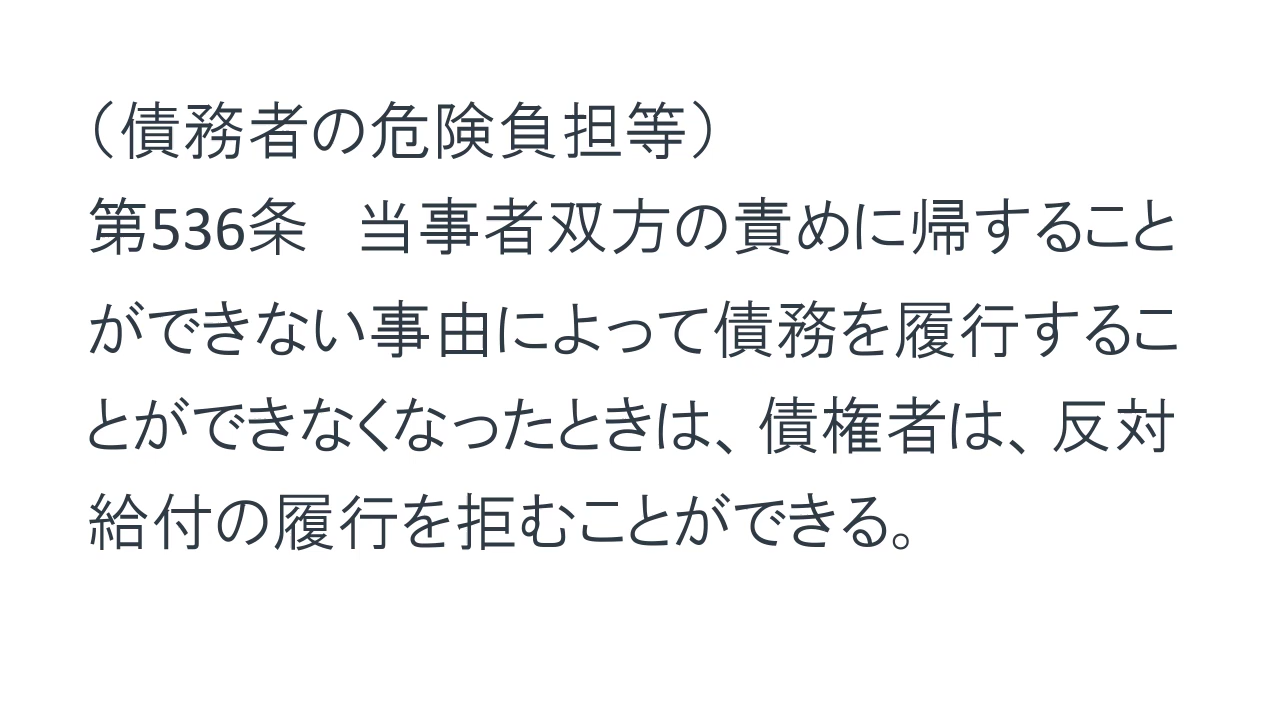 （債務者の危険負担等）
第536条　当事者双方の責めに帰すること
ができない事由によって債務を履行するこ
とができなくなったときは、債権者は、反対
給付の履行を拒むことができる。